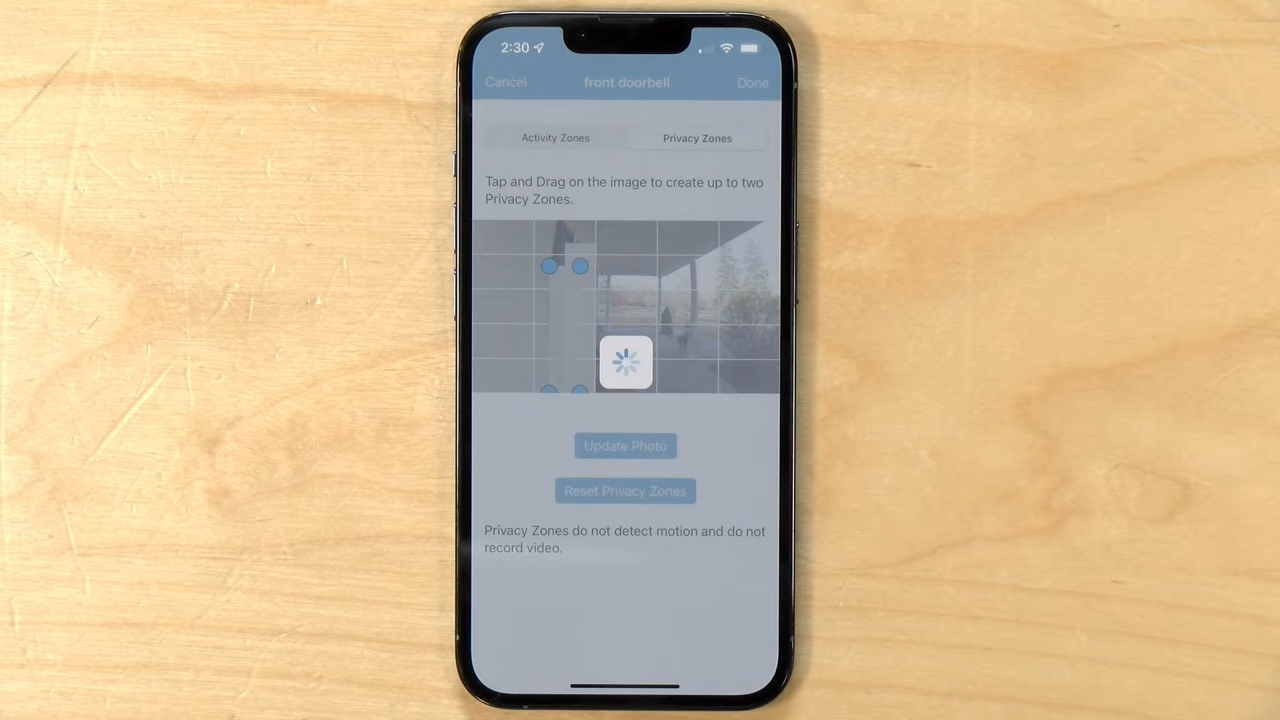 2:30
Cancel front doorbell Done
Activity Zones Privacy Zones
Tap and Drag on the image to create up to two
Privacy Zones.
Update Photo
Reset Privacy Zones
Privacy Zones do not detect motion and do not
record video.